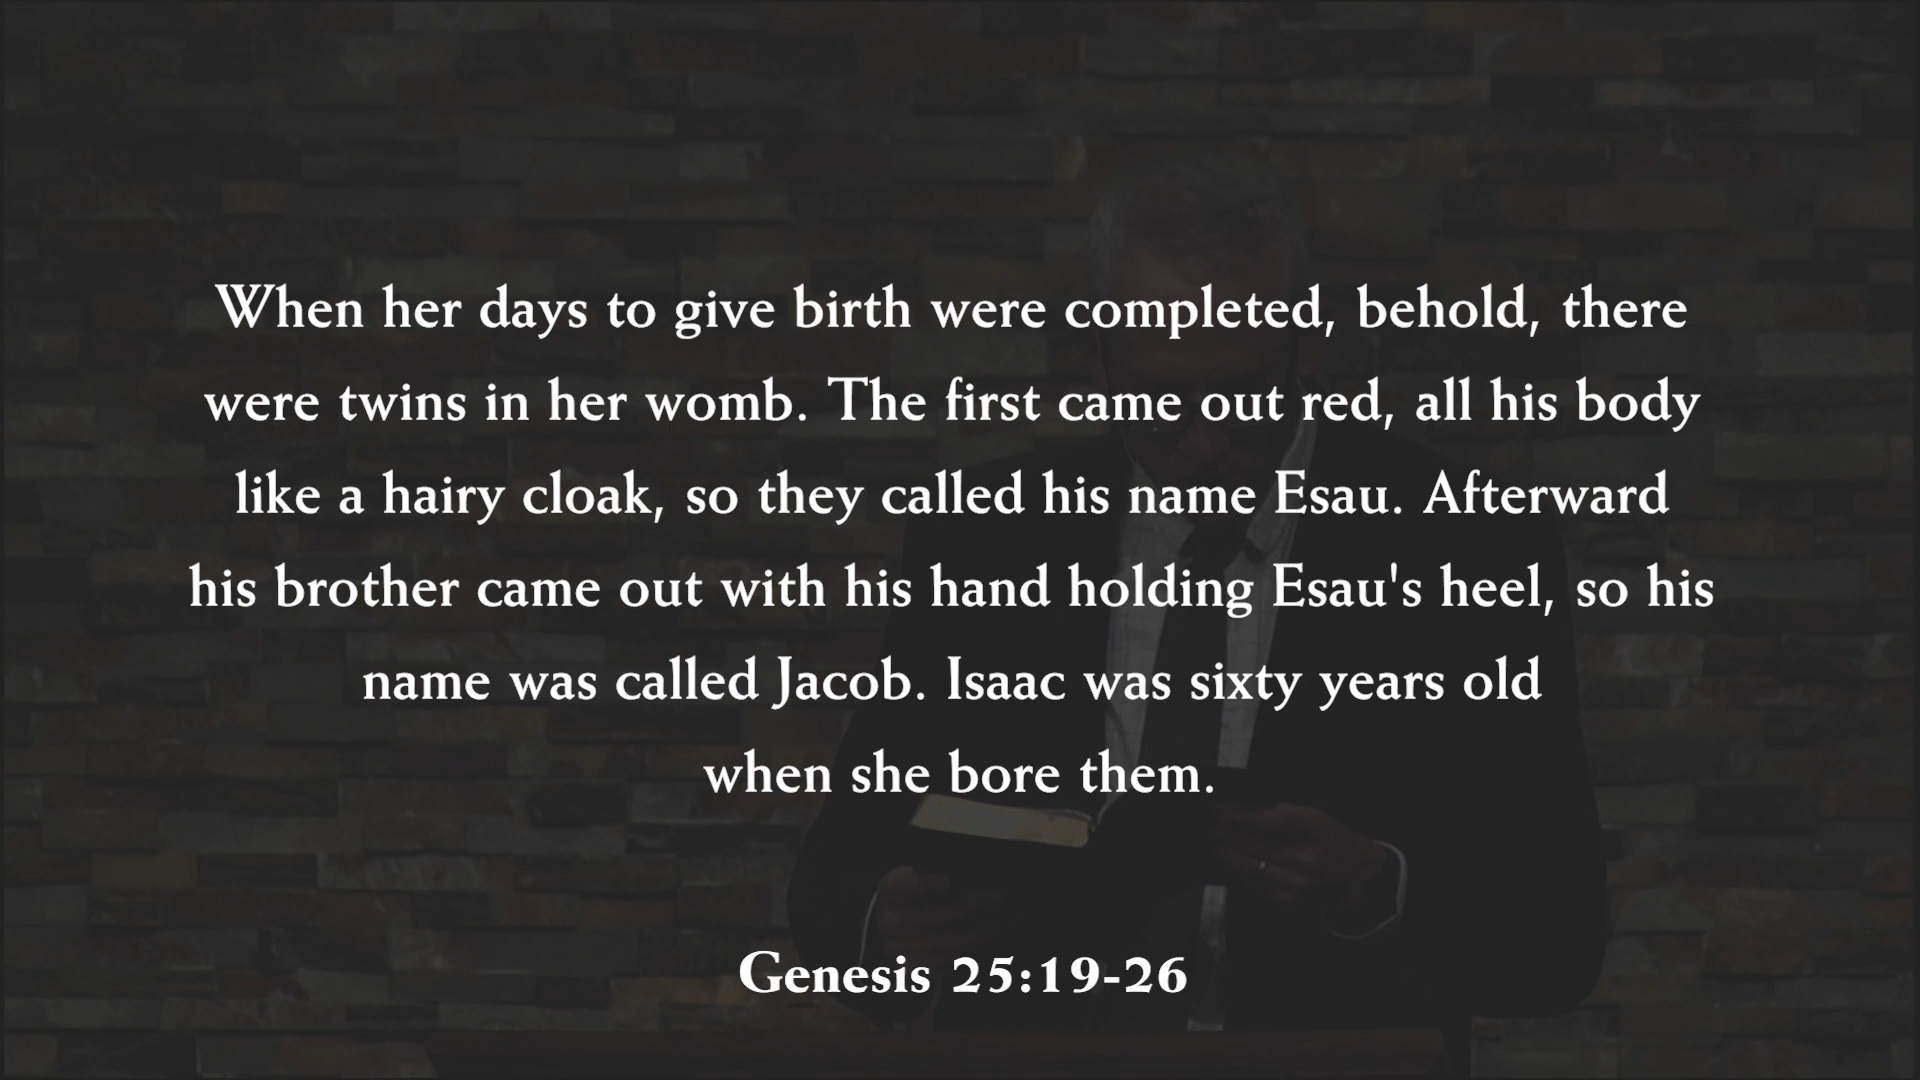 When her days to give birth were completed, behold, there
were twins in her womb. The first came out red, all his body
like a hairy cloak, so they called his name Esau. Afterward
his brother came out with his hand holding Esau's heel, so his
name was called Jacob. Isaac was sixty years old
when she bore them.
Genesis 25:19-26